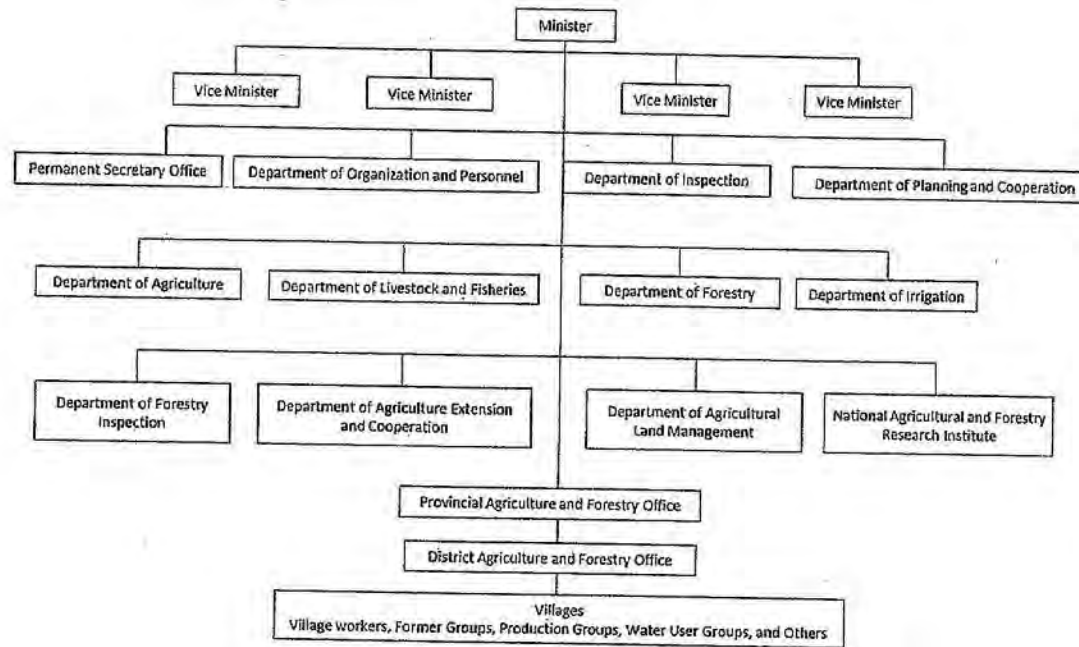 Minister
Vice Minister
Vice Minister
Vice Minister
Vice Minister
Permanent Secretary Office
Department of Organization and Personnel
Department of Inspection
Department of Planning and Cooperation
Department of Agriculture
Department of Livestock and Fisheries
Department of Forestry
Department of Irrigation
Department of Forestry
Inspection
Department of Agriculture Extension
and Cooperation
Department of Agricultural
Land Management
National Agricultural and Forestry
Research Institute
Provincial Agriculture and Forestry Office
District Agriculture and Forestry Office
Villages
Village workers, Former Groups, Production Groups, Water User Groups, and Others